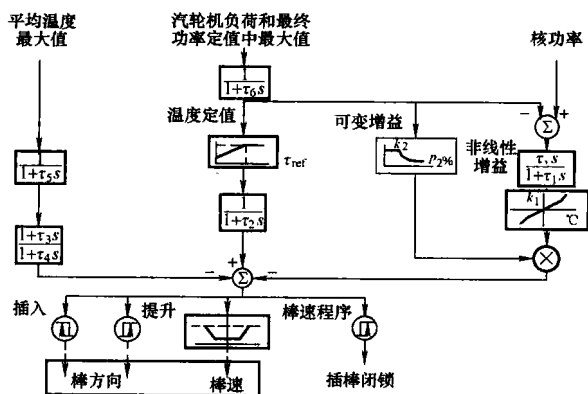 平均温度
最大值
汽轮机负荷和最终
功率定值中最大值
核功率
1
1+τ₆s
温度定值
可变增益
− +
Σ
τref
k₂
P₂%
非线性
增益
τ₁s
1+τ₁s
1
1+τ₅s
k₁
℃
1
1+τ₂s
1+τ₃s
1+τ₄s
×
− + −
Σ
插入
提升
棒速程序
棒方向
棒速
插棒闭锁